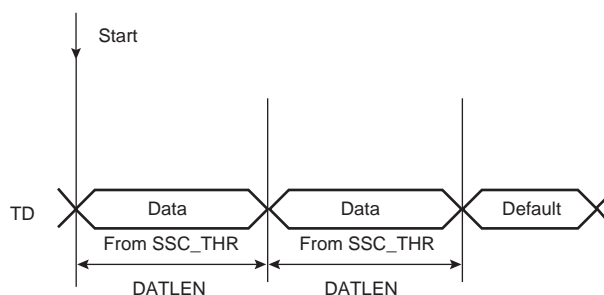 Start
TD Data Data Default
From SSC_THR From SSC_THR
DATLEN DATLEN